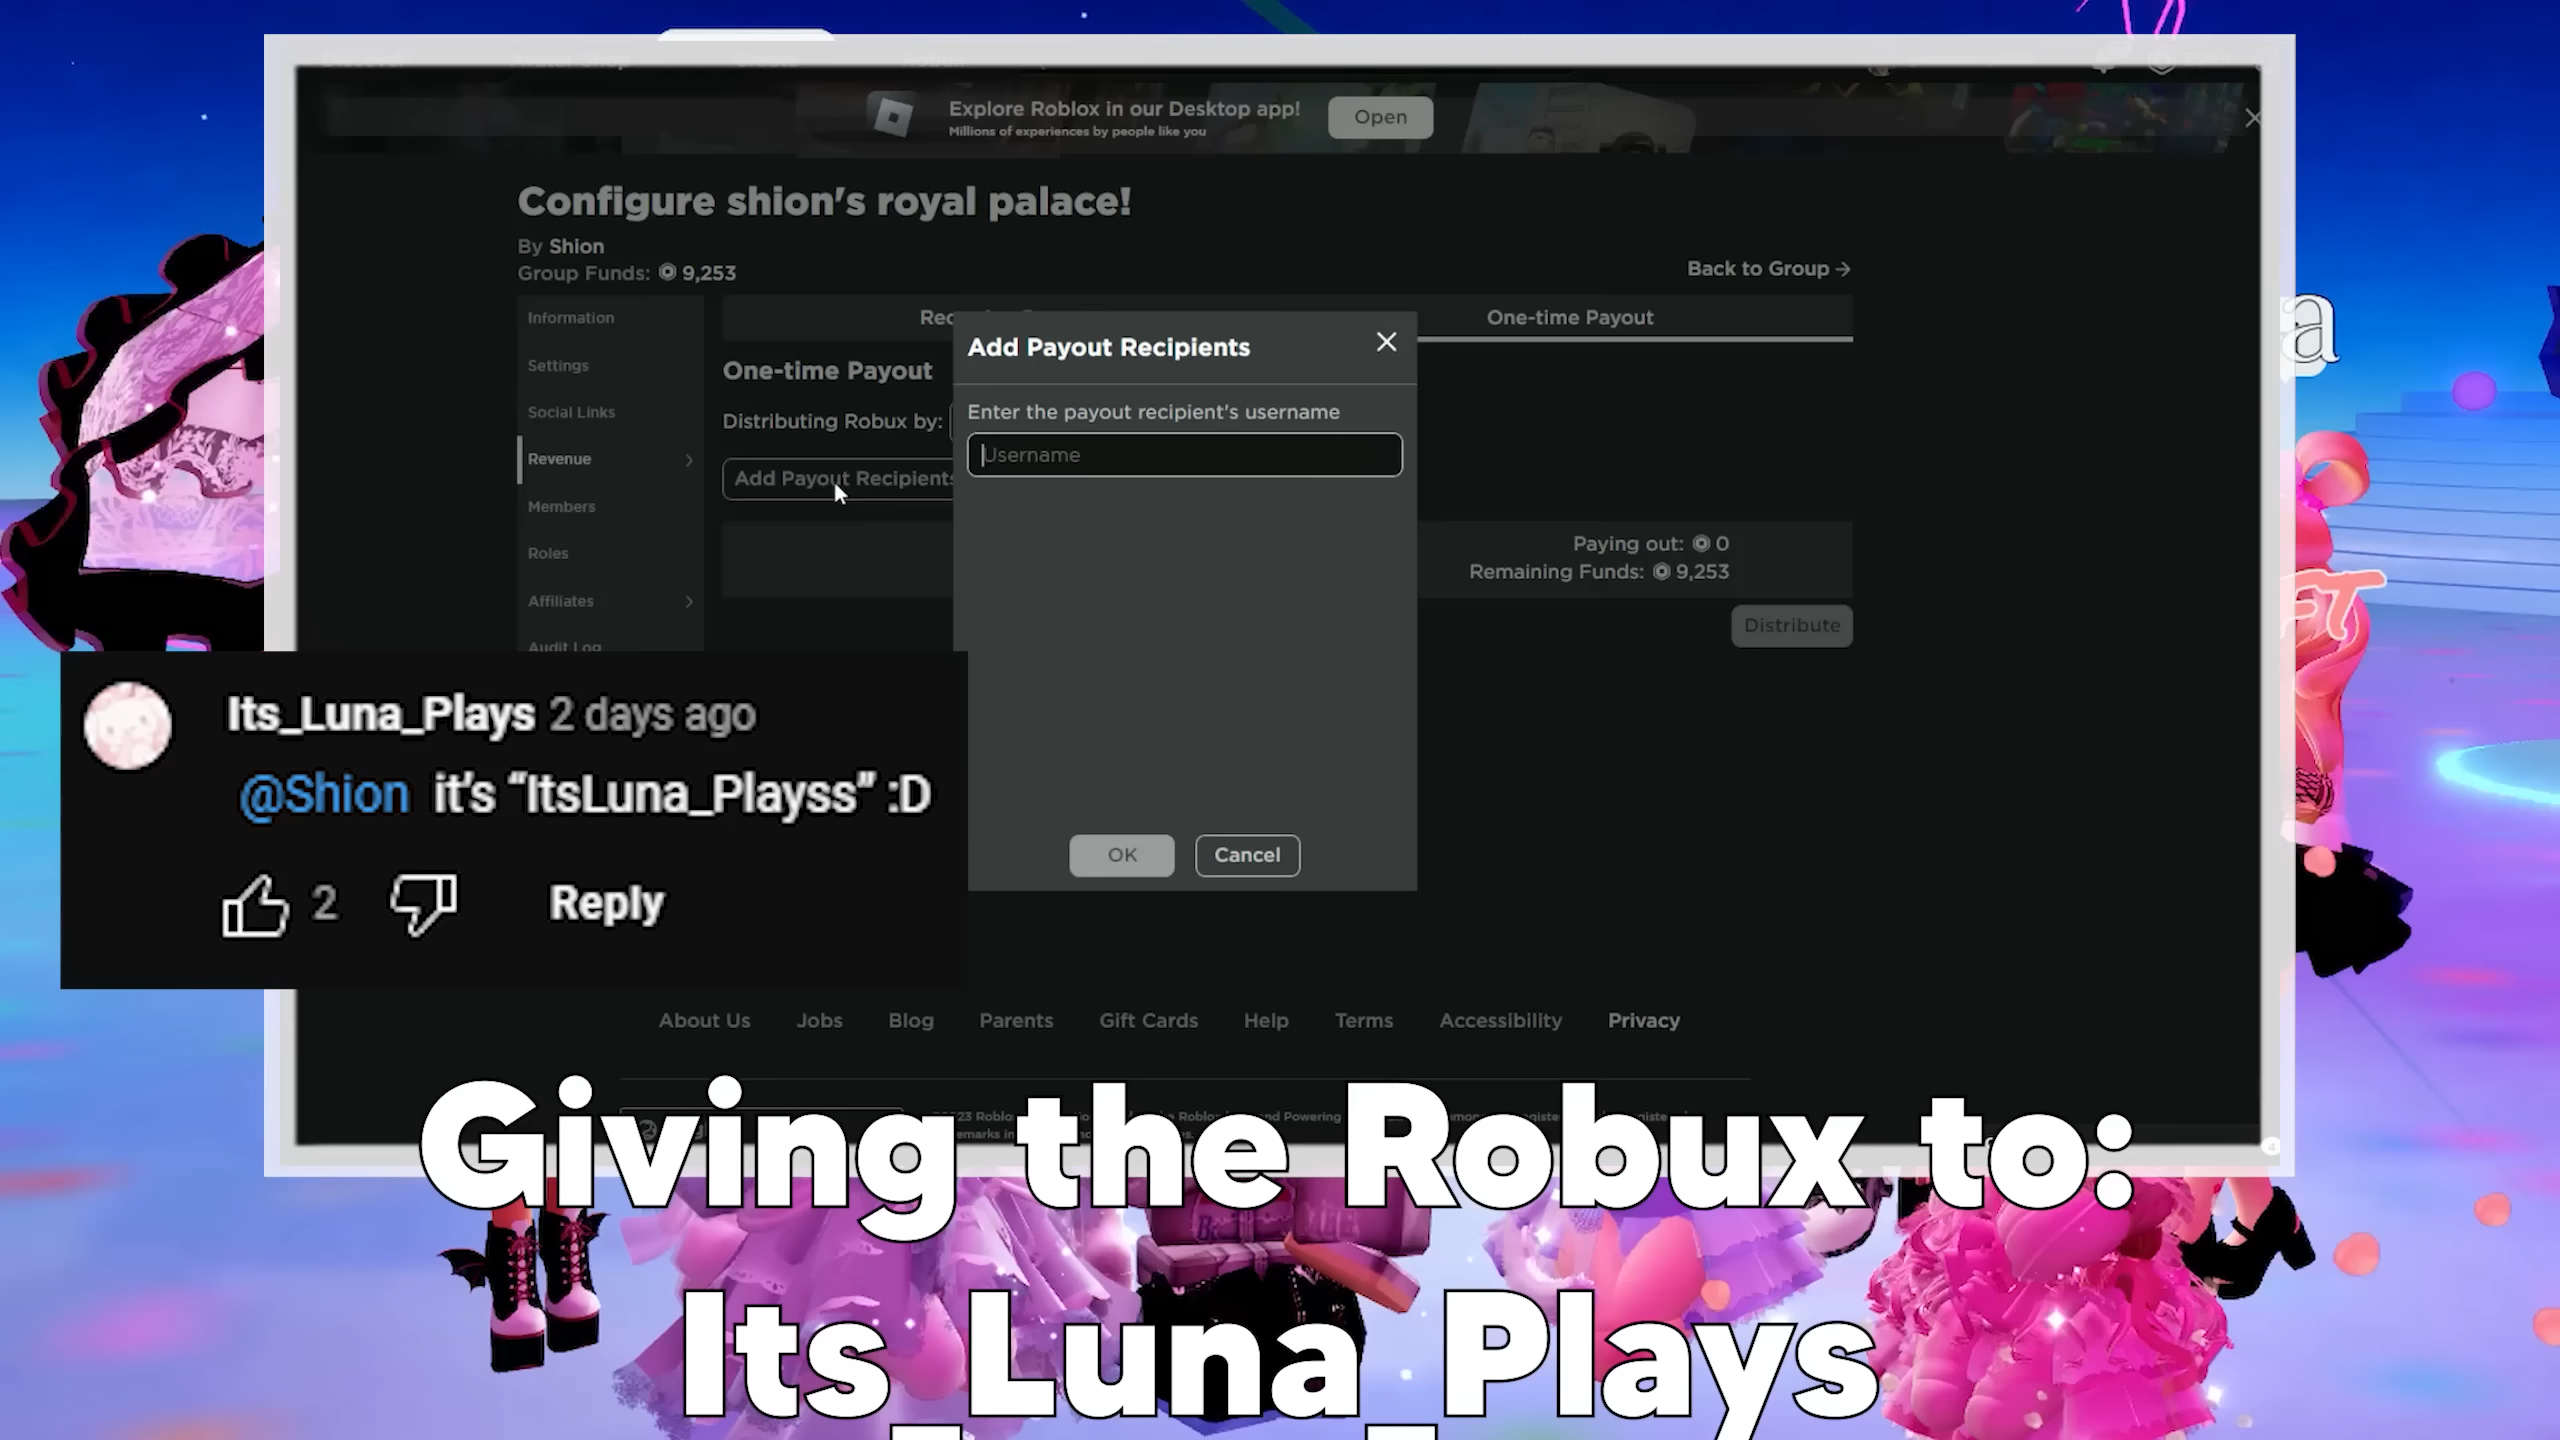 Explore Roblox in our Desktop app!
Millions of experiences by people like you
Open
Configure shion's royal palace!
By Shion
Group Funds: 9,253
Back to Group
Information
Settings
Social Links
Revenue
Members
Roles
Affiliates
Audit Log
One-time Payout
One-time Payout
Distributing Robux by:
Add Payout Recipients
Add Payout Recipients
Enter the payout recipient's username
Username
OK
Cancel
Paying out: 0
Remaining Funds: 9,253
Distribute
Its_Luna_Plays 2 days ago
@Shion it's “ItsLuna_Playss” :D
2
Reply
About Us
Jobs
Blog
Parents
Gift Cards
Help
Terms
Accessibility
Privacy
Giving the Robux to:
Its_Luna_Plays